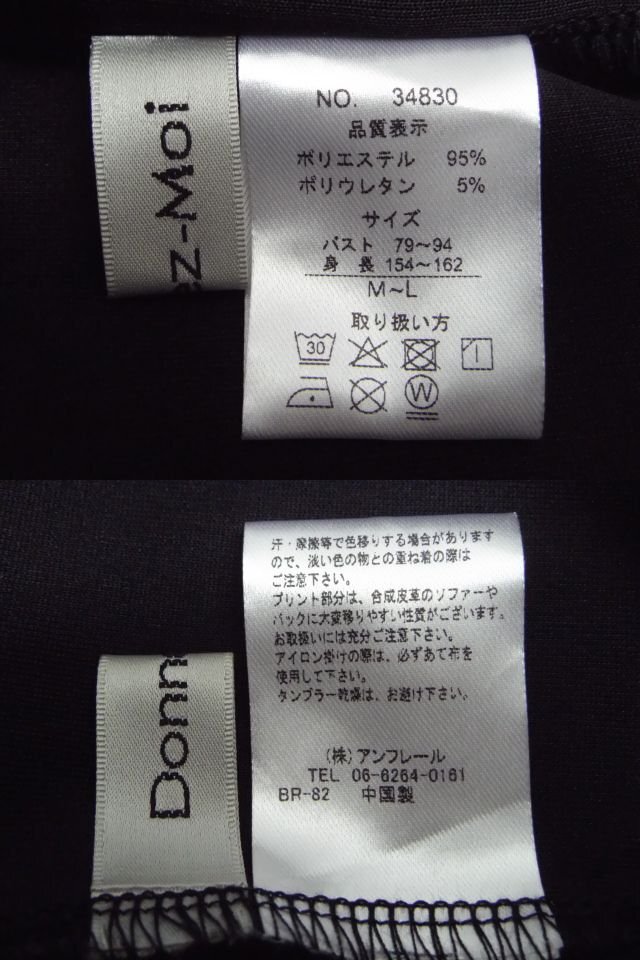 ez-Moi
NO. 34830
品質表示
ポリエステル 95%
ポリウレタン 5%
サイズ
バスト 79～94
身 長 154～162
M～L
取り扱い方
30
W
汗・摩擦等で色移りする場合があります
ので、淡い色の物との重ね着の際は
ご注意下さい。
プリント部分は、合成皮革のソファーや
バックに大変移りやすい性質がございます。
お取扱いには充分ご注意下さい。
アイロン掛けの際は、必ずあて布を
使用して下さい。
タンブラー乾燥は、お避け下さい。
Donn
(株)アンフレール
TEL 06-6264-0161
BR-82 中国製